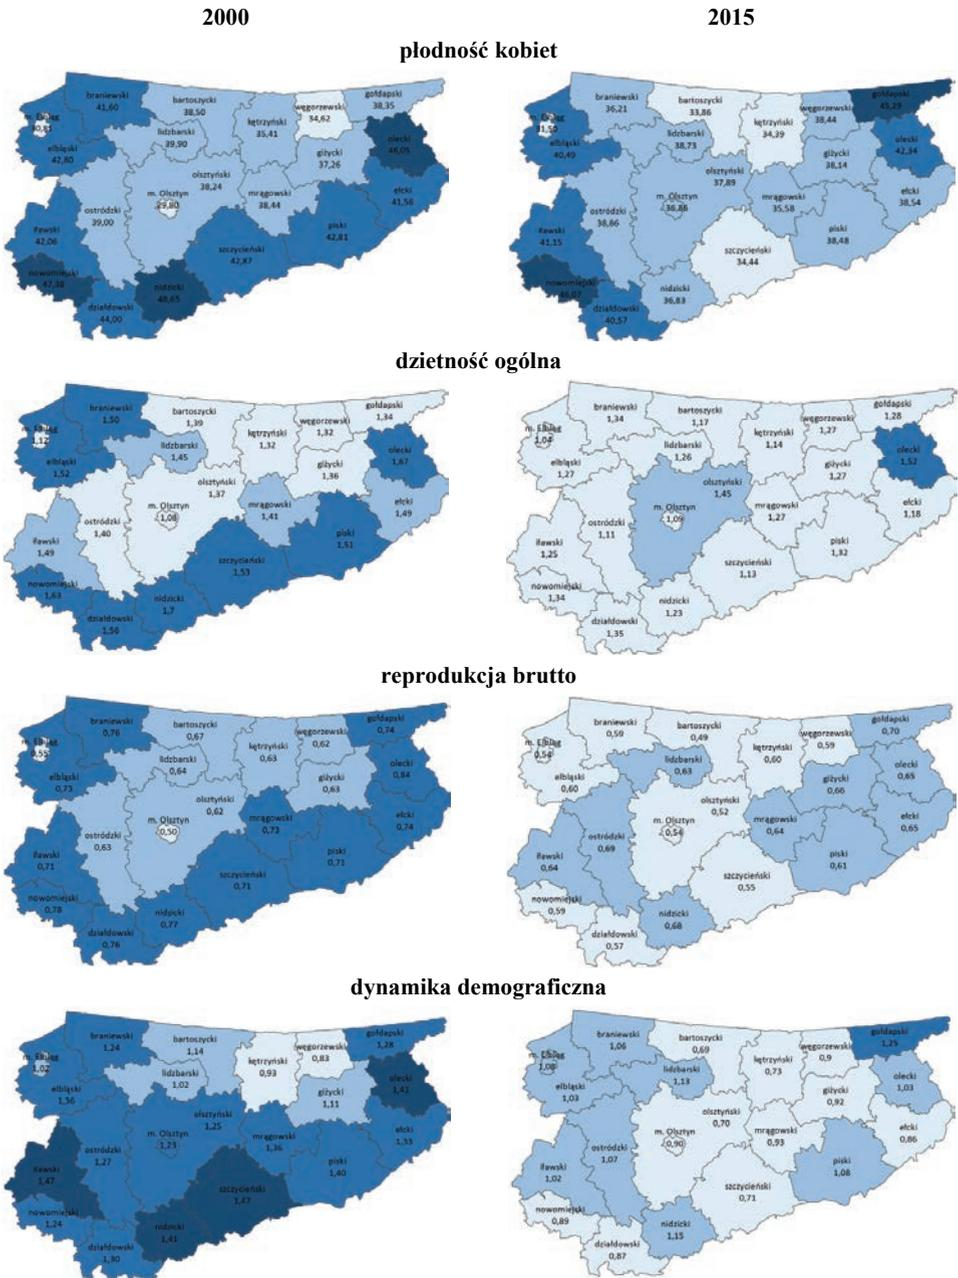 2000 2015
płodność kobiet
braniewski 41,60
bartoszycki 38,50
kętrzyński 35,41
węgorzewski 34,62
gołdapski 38,35
m. Elbląg
elbląski 42,80
lidzbarski 39,90
giżycki 37,26
olecki 46,05
olsztyński 38,24
m. Olsztyn 29,80
mrągowski 38,44
ełcki 41,56
ostródzki 39,00
iławski 42,06
szczycieński 42,87
piski 42,81
nowomiejski 47,38
nidzicki 48,65
działdowski 44,00
braniewski 36,21
bartoszycki 33,86
kętrzyński 34,39
węgorzewski 38,44
gołdapski 45,29
m. Elbląg 31,50
elbląski 40,49
lidzbarski 38,73
giżycki 38,14
olecki 42,34
olsztyński 37,89
m. Olsztyn 36,86
mrągowski 35,58
ełcki 38,54
ostródzki 38,86
iławski 41,15
szczycieński 34,44
piski 38,48
nowomiejski 46,07
nidzicki 36,83
działdowski 40,57
dzietność ogólna
braniewski 1,50
bartoszycki 1,39
kętrzyński 1,32
węgorzewski 1,32
gołdapski 1,34
m. Elbląg 1,12
elbląski 1,52
lidzbarski 1,45
giżycki 1,36
olecki 1,67
olsztyński 1,37
m. Olsztyn 1,08
mrągowski 1,41
ełcki 1,49
ostródzki 1,40
iławski 1,49
szczycieński 1,53
piski 1,51
nowomiejski 1,63
nidzicki 1,7
działdowski 1,56
braniewski 1,34
bartoszycki 1,17
kętrzyński 1,14
węgorzewski 1,27
gołdapski 1,28
m. Elbląg 1,04
elbląski 1,27
lidzbarski 1,26
giżycki 1,27
olecki 1,52
olsztyński 1,45
m. Olsztyn 1,09
mrągowski 1,27
ełcki 1,18
ostródzki 1,11
iławski 1,25
szczycieński 1,13
piski 1,32
nowomiejski 1,34
nidzicki 1,23
działdowski 1,35
reprodukcja brutto
braniewski 0,76
bartoszycki 0,67
kętrzyński 0,63
węgorzewski 0,62
gołdapski 0,74
m. Elbląg 0,55
elbląski 0,73
lidzbarski 0,64
giżycki 0,63
olecki 0,84
olsztyński 0,62
m. Olsztyn 0,50
mrągowski 0,72
ełcki 0,74
ostródzki 0,63
iławski 0,71
szczycieński 0,71
piski 0,71
nowomiejski 0,78
nidzicki 0,77
działdowski 0,76
braniewski 0,59
bartoszycki 0,49
kętrzyński 0,60
węgorzewski 0,59
gołdapski 0,70
m. Elbląg 0,54
elbląski 0,60
lidzbarski 0,63
giżycki 0,66
olecki 0,65
olsztyński 0,52
m. Olsztyn 0,54
mrągowski 0,64
ełcki 0,65
ostródzki 0,69
iławski 0,64
szczycieński 0,55
piski 0,61
nowomiejski 0,59
nidzicki 0,68
działdowski 0,57
dynamika demograficzna
braniewski 1,24
bartoszycki 1,14
kętrzyński 0,93
węgorzewski 0,83
gołdapski 1,28
m. Elbląg 1,02
elbląski 1,56
lidzbarski 1,02
giżycki 1,11
olecki 1,41
olsztyński 1,25
m. Olsztyn 1,23
mrągowski 1,36
ełcki 1,33
ostródzki 1,27
iławski 1,47
szczycieński 1,47
piski 1,40
nowomiejski 1,24
nidzicki 1,41
działdowski 1,30
braniewski 1,06
bartoszycki 0,69
kętrzyński 0,73
węgorzewski 0,9
gołdapski 1,25
m. Elbląg 1,08
elbląski 1,03
lidzbarski 1,13
giżycki 0,92
olecki 1,03
olsztyński 0,70
m. Olsztyn 0,90
mrągowski 0,93
ełcki 0,86
ostródzki 1,07
iławski 1,02
szczycieński 0,71
piski 1,08
nowomiejski 0,89
nidzicki 1,15
działdowski 0,87